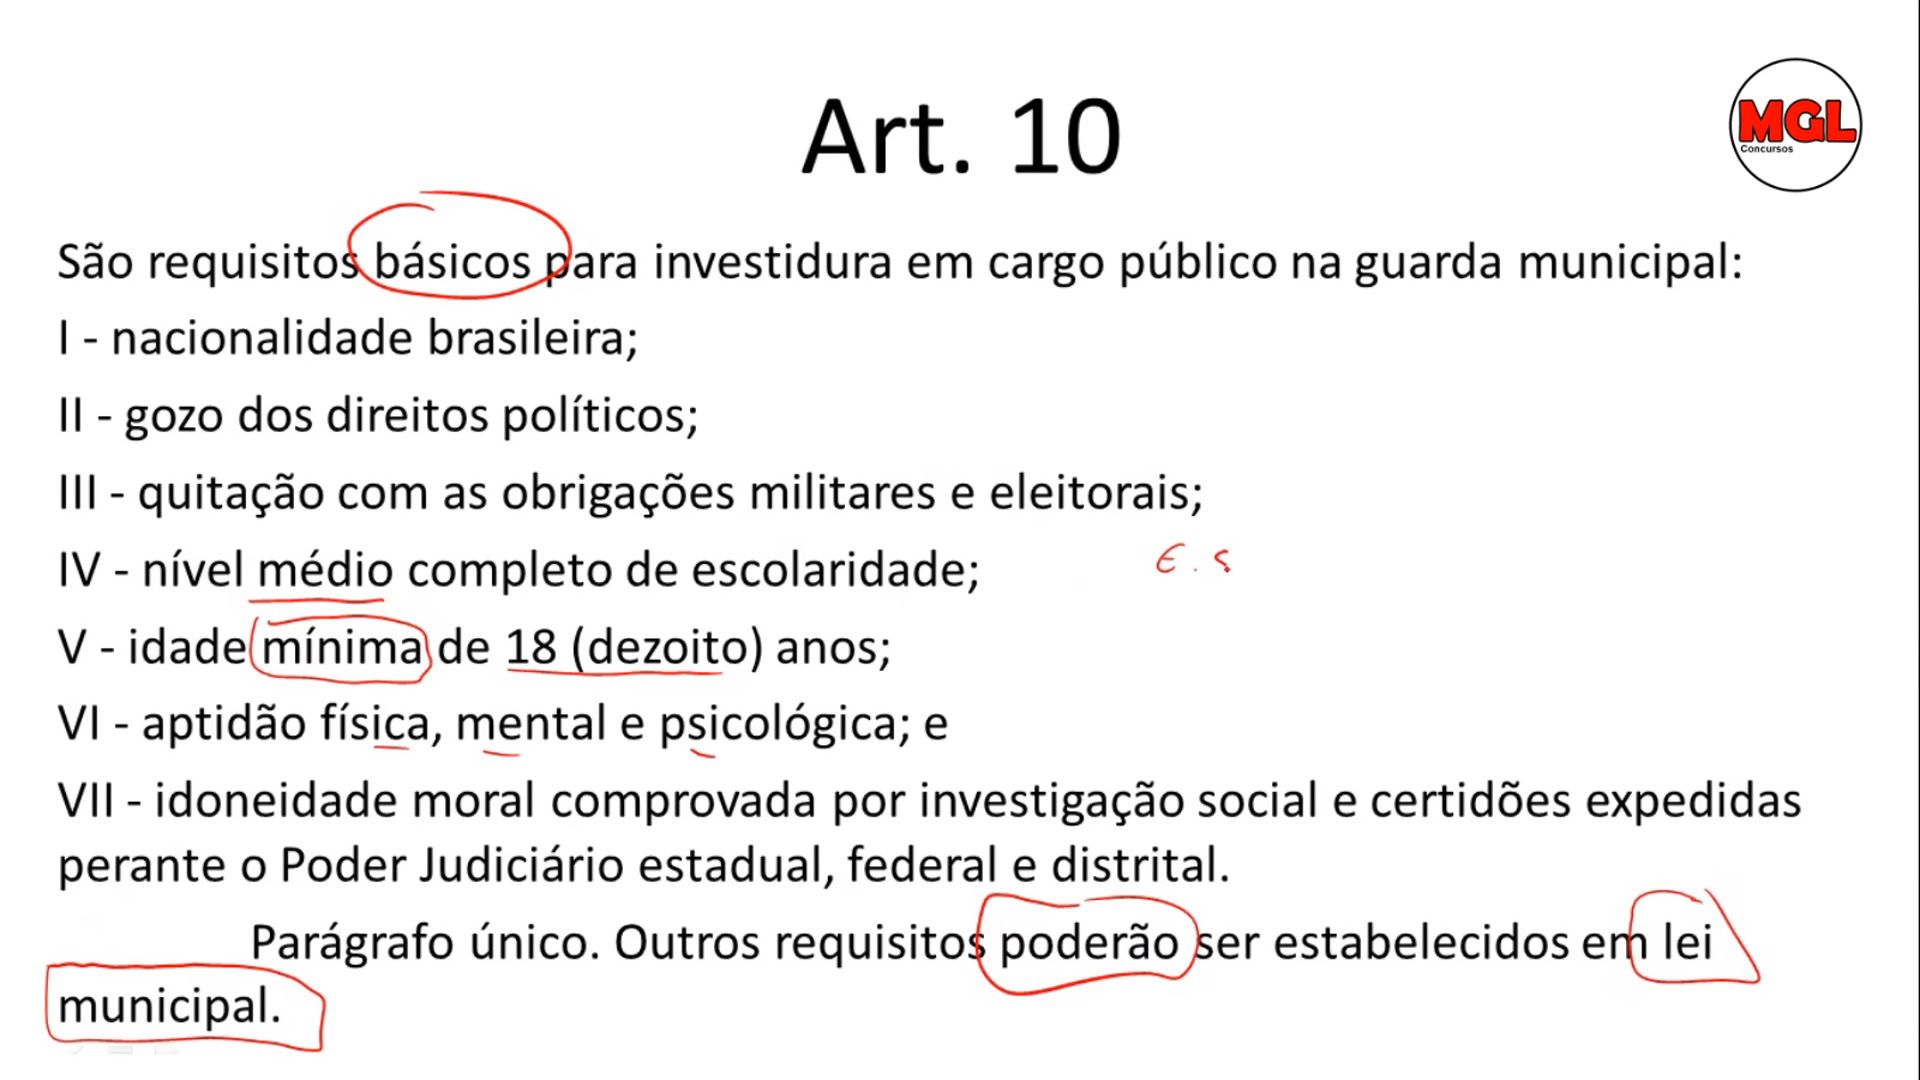 Art. 10
MGL
Concursos
São requisitos básicos para investidura em cargo público na guarda municipal:
I - nacionalidade brasileira;
II - gozo dos direitos políticos;
III - quitação com as obrigações militares e eleitorais;
IV - nível médio completo de escolaridade;
E. S
V - idade mínima de 18 (dezoito) anos;
VI - aptidão física, mental e psicológica; e
VII - idoneidade moral comprovada por investigação social e certidões expedidas
perante o Poder Judiciário estadual, federal e distrital.
Parágrafo único. Outros requisitos poderão ser estabelecidos em lei
municipal.